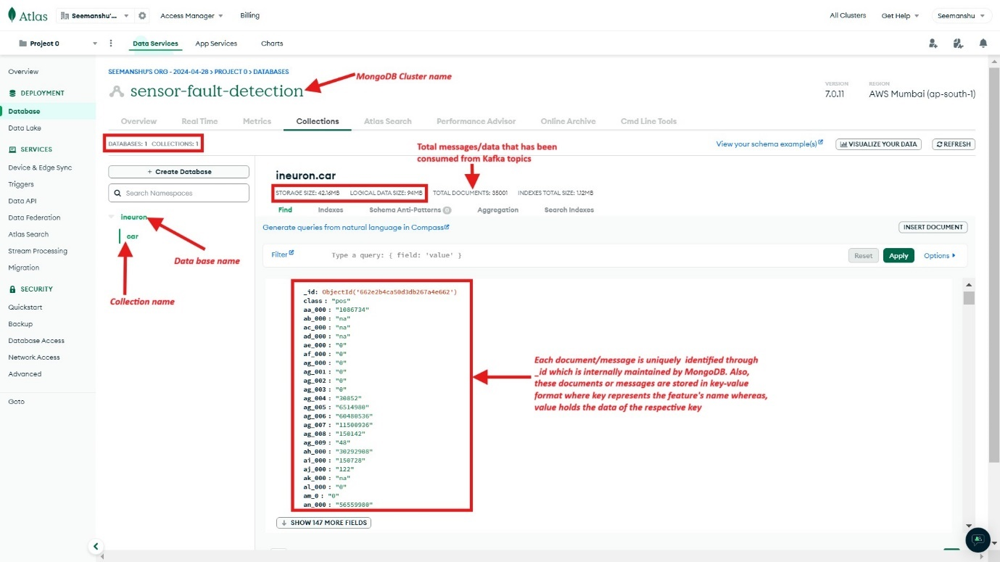 Atlas
Seemanshu'...
Access Manager
Billing
All Clusters
Get Help
Seemanshu
Project 0
Data Services
App Services
Charts
Overview
DEPLOYMENT
Database
Data Lake
SERVICES
Device & Edge Sync
Triggers
Data API
Data Federation
Atlas Search
Stream Processing
Migration
SECURITY
Quickstart
Backup
Database Access
Network Access
Advanced
Goto
SEEMANSHU'S ORG - 2024-04-28 > PROJECT 0 > DATABASES
MongoDB Cluster name
sensor-fault-detection
VERSION
7.0.11
REGION
AWS Mumbai (ap-south-1)
Overview
Real Time
Metrics
Collections
Atlas Search
Performance Advisor
Online Archive
Cmd Line Tools
DATABASES: 1 COLLECTIONS: 1
Total messages/data that has been
consumed from Kafka topics
View your schema example(s)
VISUALIZE YOUR DATA
REFRESH
+ Create Database
Search Namespaces
ineuron
car
Data base name
Collection name
ineuron.car
STORAGE SIZE: 42.16MB LOGICAL DATA SIZE: 94MB TOTAL DOCUMENTS: 35001 INDEXES TOTAL SIZE: 1.12MB
Find
Indexes
Schema Anti-Patterns 0
Aggregation
Search Indexes
Generate queries from natural language in Compass
INSERT DOCUMENT
Filter
Type a query: { field: 'value' }
Reset
Apply
Options
_id: ObjectId('662e2b4ca50d3db267a4e662')
class : "pos"
aa_000 : "1086734"
ab_000 : "na"
ac_000 : "na"
ad_000 : "na"
ae_000 : "0"
af_000 : "0"
ag_000 : "0"
ag_001 : "0"
ag_002 : "0"
ag_003 : "0"
ag_004 : "30852"
ag_005 : "6514980"
ag_006 : "60480536"
ag_007 : "11500936"
ag_008 : "150142"
ag_009 : "48"
ah_000 : "30292908"
ai_000 : "150728"
aj_000 : "122"
ak_000 : "na"
al_000 : "0"
am_0 : "0"
an_000 : "56559980"
Each document/message is uniquely identified through
_id which is internally maintained by MongoDB. Also,
these documents or messages are stored in key-value
format where key represents the feature's name whereas,
value holds the data of the respective key
SHOW 147 MORE FIELDS